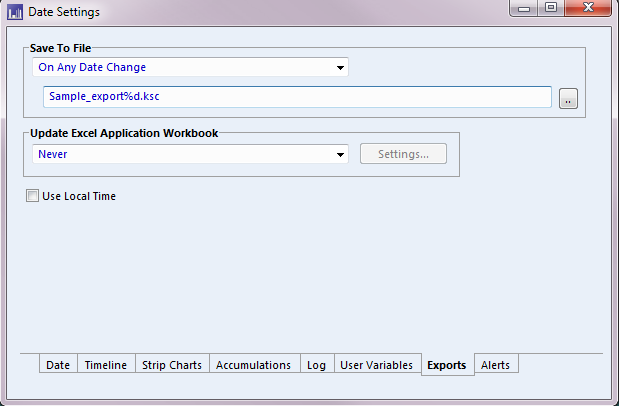 Date Settings
Save To File
On Any Date Change
Sample_export%d.ksc
..
Update Excel Application Workbook
Never
Settings...
Use Local Time
Date Timeline Strip Charts Accumulations Log User Variables Exports Alerts